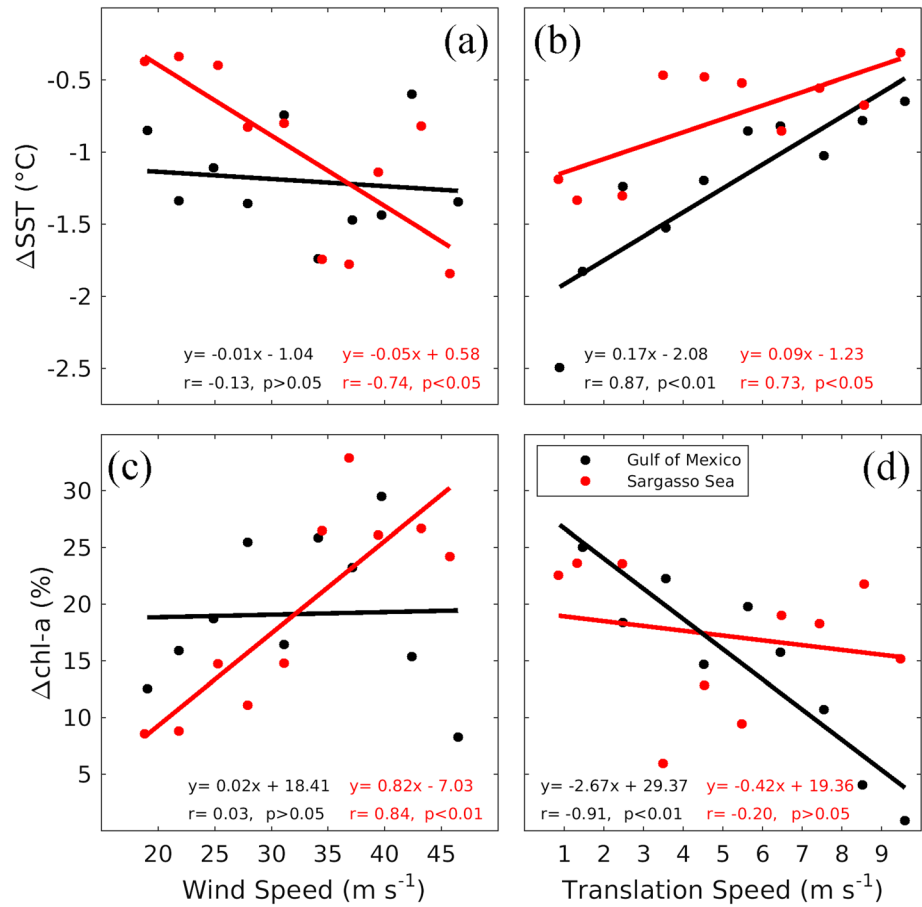 (a)
(b)
ΔSST (°C)
-0.5
-1
-1.5
-2
-2.5
y= -0.01x - 1.04
y= -0.05x + 0.58
r= -0.13, p>0.05
r= -0.74, p<0.05
y= 0.17x - 2.08
y= 0.09x - 1.23
r= 0.87, p<0.01
r= 0.73, p<0.05
(c)
(d)
Gulf of Mexico
Sargasso Sea
Δchl-a (%)
30
25
20
15
10
5
y= 0.02x + 18.41
y= 0.82x - 7.03
r= 0.03, p>0.05
r= 0.84, p<0.01
y= -2.67x + 29.37
y= -0.42x + 19.36
r= -0.91, p<0.01
r= -0.20, p>0.05
20 25 30 35 40 45
1 2 3 4 5 6 7 8 9
Wind Speed (m s⁻¹)
Translation Speed (m s⁻¹)